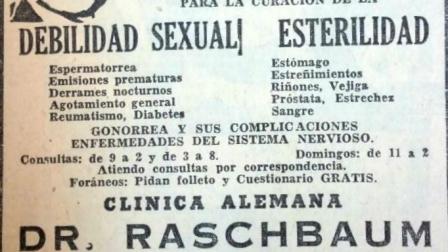 PARA LA CURACION DE LA
DEBILIDAD SEXUAL ESTERILIDAD
Espermatorrea Estómago
Emisiones prematuras Estreñimientos
Derrames nocturnos Riñones, Vejiga
Agotamiento general Próstata, Estrechez
Reumatismo, Diabetes Sangre
GONORREA Y SUS COMPLICACIONES
ENFERMEDADES DEL SISTEMA NERVIOSO.
Consultas: de 9 a 2 y de 3 a 8. Domingos: de 11 a 2
Atiendo consultas por correspondencia.
Foráneos: Pidan folleto y Cuestionario GRATIS.
CLINICA ALEMANA
DR. RASCHBAUM